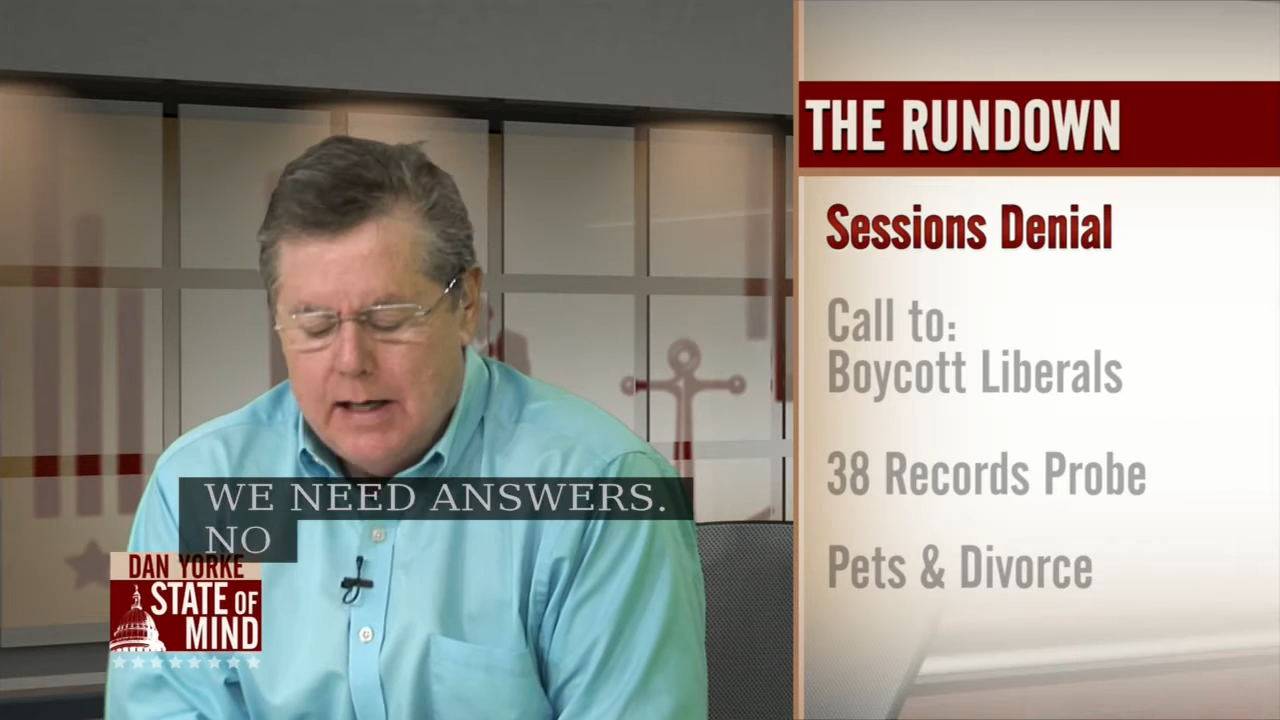 THE RUNDOWN
Sessions Denial
Call to:
Boycott Liberals
38 Records Probe
Pets & Divorce
WE NEED ANSWERS.
NO
DAN YORKE
STATE OF
MIND